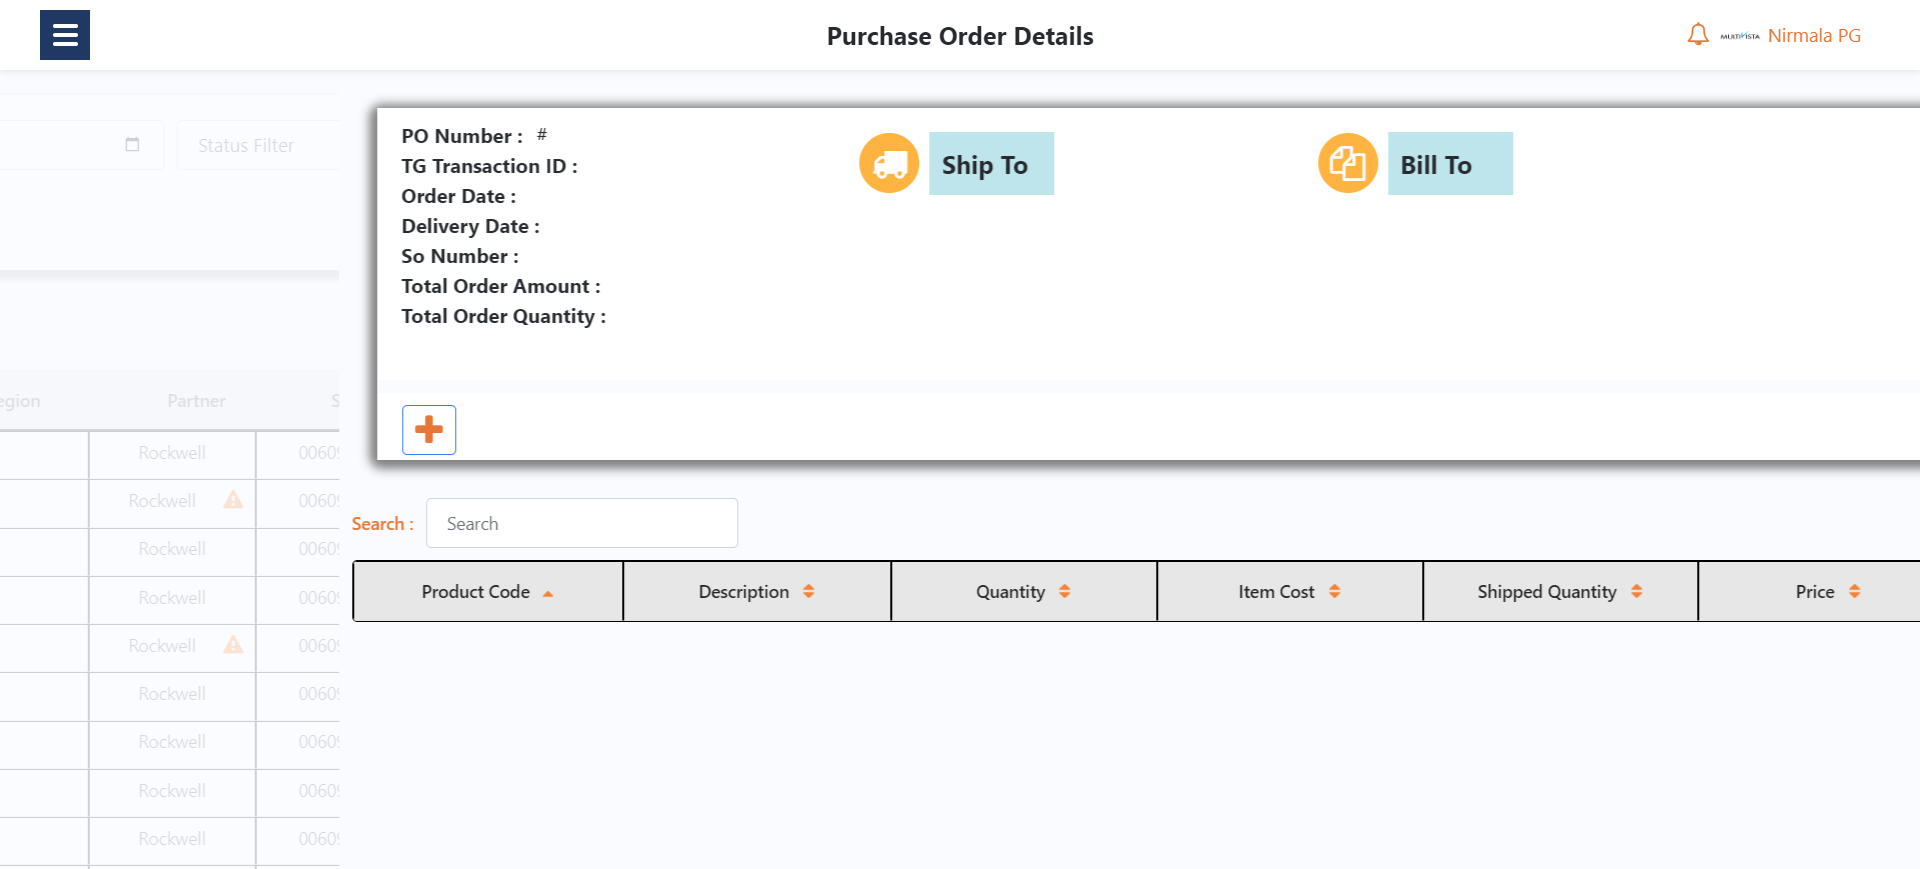 Purchase Order Details
MULTIVISTA Nirmala PG
Status Filter
PO Number : #
TG Transaction ID :
Order Date :
Delivery Date :
So Number :
Total Order Amount :
Total Order Quantity :
Ship To
Bill To
egion Partner S
Rockwell 0060
Rockwell 0060
Rockwell 0060
Rockwell 0060
Rockwell 0060
Rockwell 0060
Rockwell 0060
Rockwell 0060
Rockwell 0060
Search : Search
Product Code Description Quantity Item Cost Shipped Quantity Price